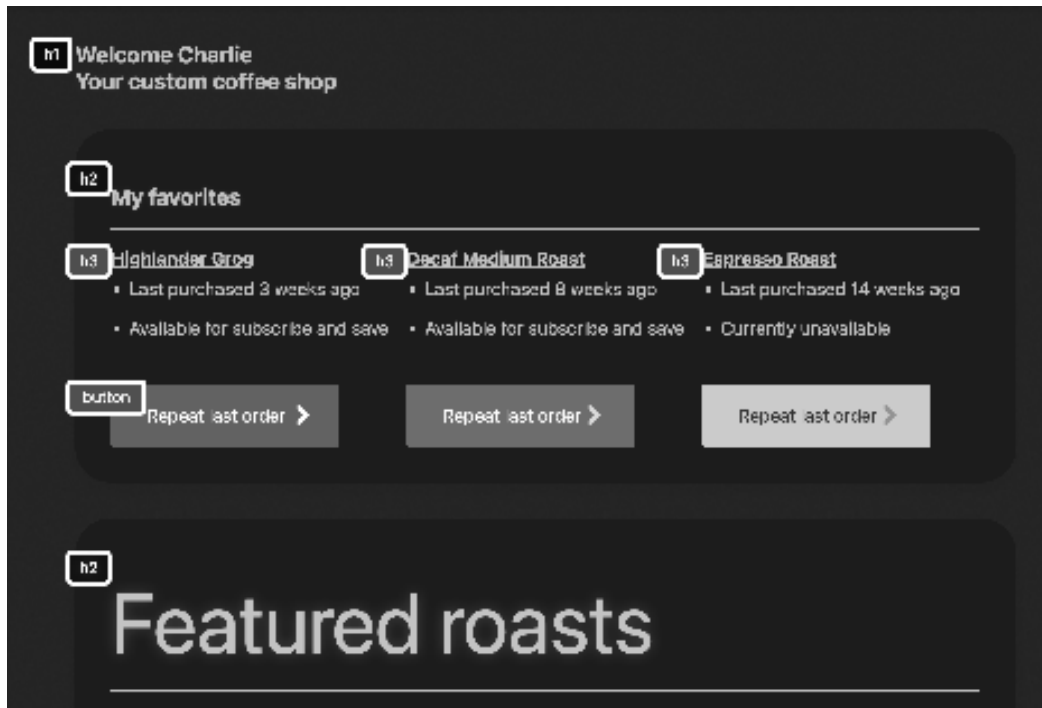 h1
Welcome Charlie
Your custom coffee shop
h2
My favorites
h3 Highlander Grog
h3 Decaf Medium Roast
h3 Espresso Roast
• Last purchased 3 weeks ago
• Last purchased 8 weeks ago
• Last purchased 14 weeks ago
• Available for subscribe and save
• Available for subscribe and save
• Currently unavailable
button
Repeat last order
Repeat last order
Repeat last order
h2
Featured roasts